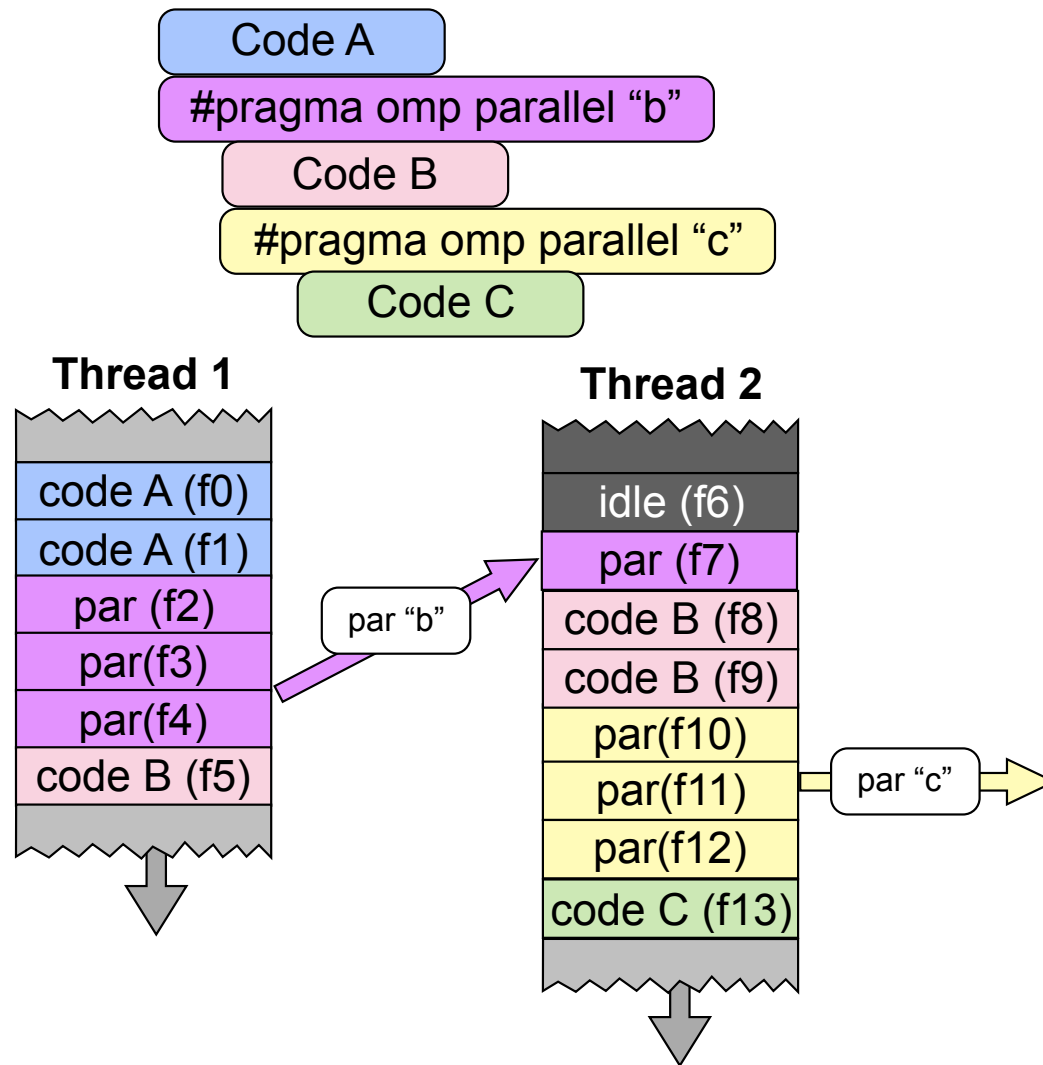 Code A
#pragma omp parallel “b”
Code B
#pragma omp parallel “c”
Code C
Thread 1
code A (f0)
code A (f1)
par (f2)
par(f3)
par(f4)
code B (f5)
par “b”
Thread 2
idle (f6)
par (f7)
code B (f8)
code B (f9)
par(f10)
par(f11)
par(f12)
code C (f13)
par “c”